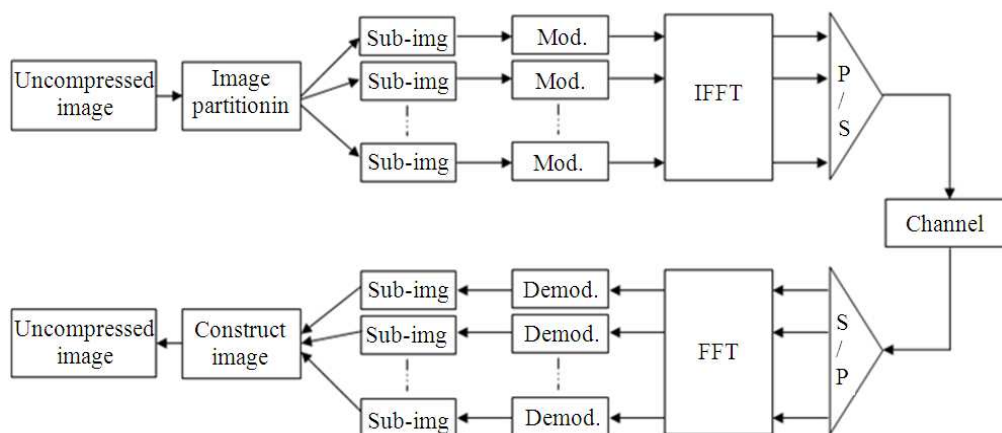 Uncompressed
image
Image
partitionin
Sub-img
Sub-img
Sub-img
Mod.
Mod.
Mod.
IFFT
P
/
S
Channel
Uncompressed
image
Construct
image
Sub-img
Sub-img
Sub-img
Demod.
Demod.
Demod.
FFT
S
/
P